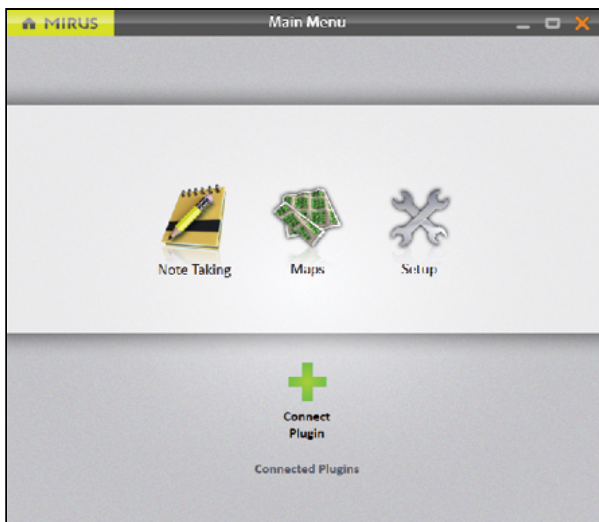 MIRUS
Main Menu
Note Taking
Maps
Setup
Connect
Plugin
Connected Plugins